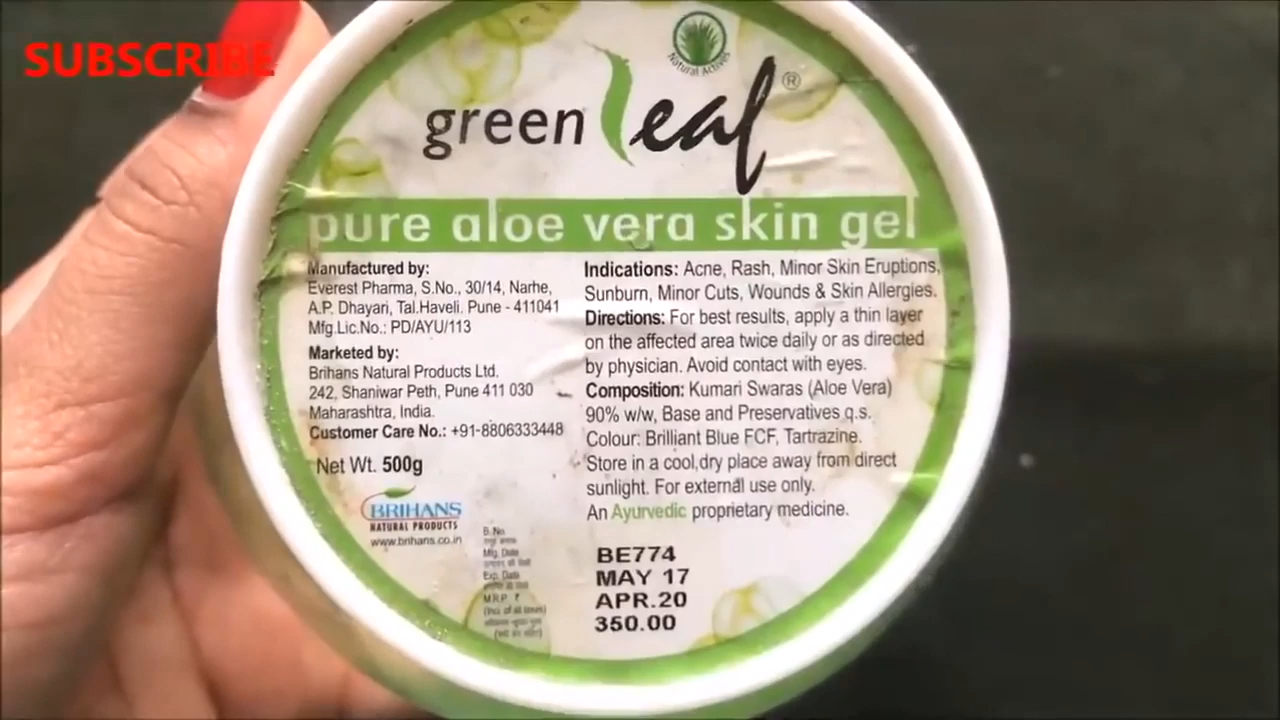 SUBSCRIBE
Natural Actives
green leaf®
pure aloe vera skin gel
Manufactured by:
Everest Pharma, S.No., 30/14, Narhe,
A.P. Dhayari, Tal.Haveli. Pune - 411041
Mfg.Lic.No.: PD/AYU/113
Marketed by:
Brihans Natural Products Ltd.
242, Shaniwar Peth, Pune 411 030
Maharashtra, India.
Customer Care No.: +91-8806333448
Net Wt. 500g
BRIHANS
NATURAL PRODUCTS
www.brihans.co.in
Indications: Acne, Rash, Minor Skin Eruptions,
Sunburn, Minor Cuts, Wounds & Skin Allergies.
Directions: For best results, apply a thin layer
on the affected area twice daily or as directed
by physician. Avoid contact with eyes.
Composition: Kumari Swaras (Aloe Vera)
90% w/w, Base and Preservatives q.s.
Colour: Brilliant Blue FCF, Tartrazine.
Store in a cool,dry place away from direct
sunlight. For external use only.
An Ayurvedic proprietary medicine.
B. No.
Mfg. Date
Exp. Date
M.R.P. ₹
(Incl. of all taxes)
BE774
MAY 17
APR.20
350.00